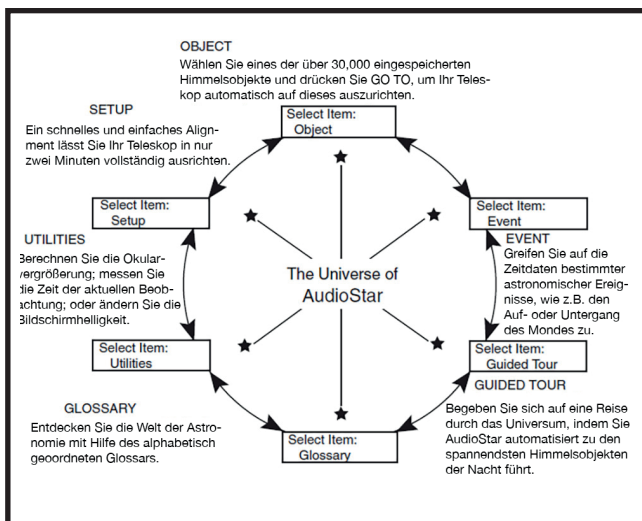 OBJECT
Wählen Sie eines der über 30,000 eingespeicherten
Himmelsobjekte und drücken Sie GO TO, um Ihr Teles-
kop automatisch auf dieses auszurichten.
SETUP
Ein schnelles und einfaches Align-
ment lässt Sie Ihr Teleskop in nur
zwei Minuten vollständig ausrichten.
Select Item:
Object
Select Item:
Setup
Select Item:
Event
UTILITIES
Berechnen Sie die Okular-
vergrößerung; messen Sie
die Zeit der aktuellen Beob-
achtung; oder ändern Sie die
Bildschirmhelligkeit.
The Universe of
AudioStar
EVENT
Greifen Sie auf die
Zeitdaten bestimmter
astronomischer Ereig-
nisse, wie z.B. den
Auf- oder Untergang
des Mondes zu.
Select Item:
Utilities
Select Item:
Guided Tour
GLOSSARY
Entdecken Sie die Welt der Astro-
nomie mit Hilfe des alphabetisch
geordneten Glossars.
Select Item:
Glossary
GUIDED TOUR
Begeben Sie sich auf eine Reise
durch das Universum, indem Sie
AudioStar automatisiert zu den
spannendsten Himmelsobjekten
der Nacht führt.